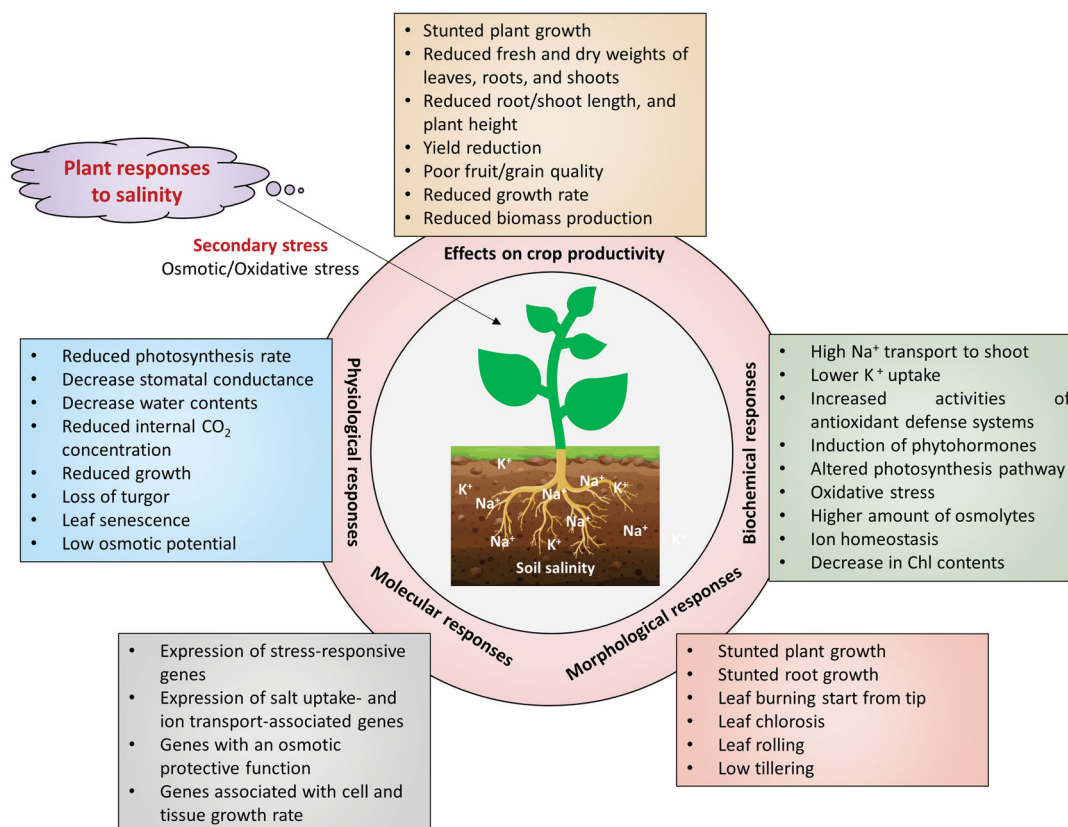 • Stunted plant growth
• Reduced fresh and dry weights of
leaves, roots, and shoots
• Reduced root/shoot length, and
plant height
• Yield reduction
• Poor fruit/grain quality
• Reduced growth rate
• Reduced biomass production
Plant responses
to salinity
Secondary stress
Osmotic/Oxidative stress
Effects on crop productivity
• Reduced photosynthesis rate
• Decrease stomatal conductance
• Decrease water contents
• Reduced internal CO₂
concentration
• Reduced growth
• Loss of turgor
• Leaf senescence
• Low osmotic potential
Physiological responses
K⁺
K⁺
Na⁺
Na⁺
Na⁺
K⁺
Na⁺
Na⁺
Na⁺
K⁺
K⁺
Soil salinity
Biochemical responses
• High Na⁺ transport to shoot
• Lower K⁺ uptake
• Increased activities of
antioxidant defense systems
• Induction of phytohormones
• Altered photosynthesis pathway
• Oxidative stress
• Higher amount of osmolytes
• Ion homeostasis
• Decrease in Chl contents
Molecular responses
Morphological responses
• Expression of stress-responsive
genes
• Expression of salt uptake- and
ion transport-associated genes
• Genes with an osmotic
protective function
• Genes associated with cell and
tissue growth rate
• Stunted plant growth
• Stunted root growth
• Leaf burning start from tip
• Leaf chlorosis
• Leaf rolling
• Low tillering